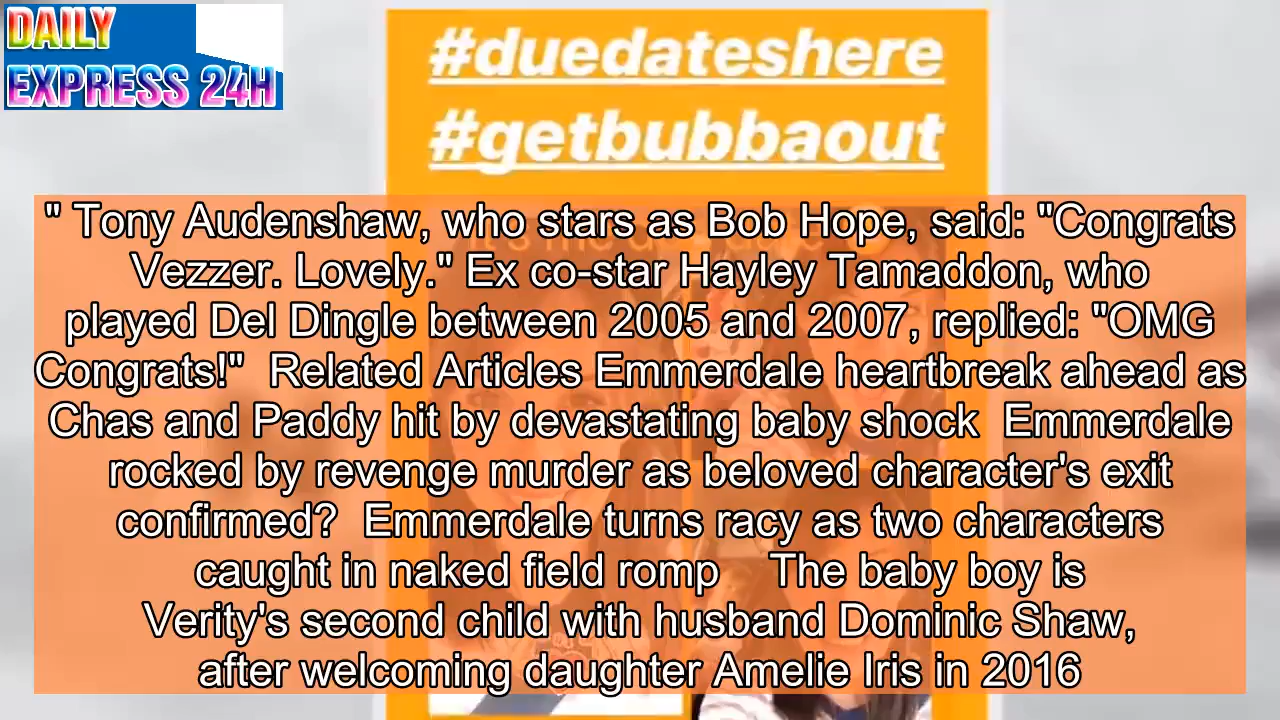 DAILY
EXPRESS 24H
#duedateshere
#getbubbaout
" Tony Audenshaw, who stars as Bob Hope, said: "Congrats
Vezzer. Lovely." Ex co-star Hayley Tamaddon, who
played Del Dingle between 2005 and 2007, replied: "OMG
Congrats!"  Related Articles Emmerdale heartbreak ahead as
Chas and Paddy hit by devastating baby shock  Emmerdale
rocked by revenge murder as beloved character's exit
confirmed?  Emmerdale turns racy as two characters
caught in naked field romp    The baby boy is
Verity's second child with husband Dominic Shaw,
after welcoming daughter Amelie Iris in 2016